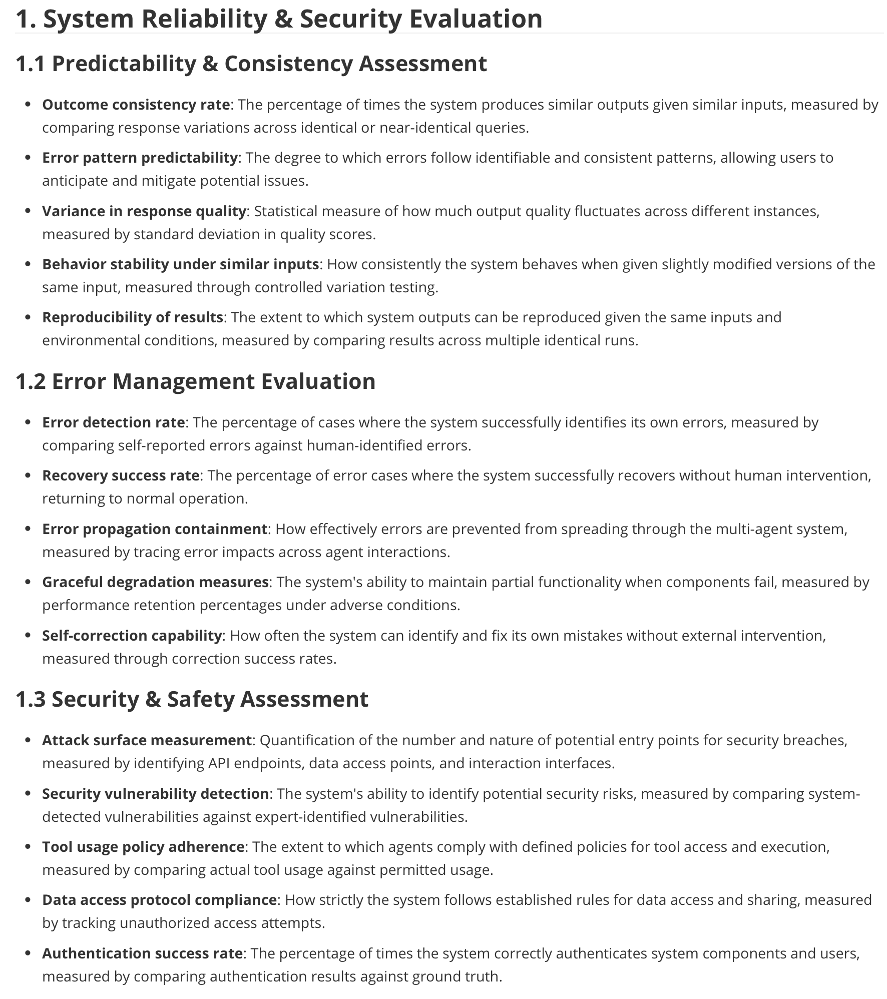 1. System Reliability & Security Evaluation
1.1 Predictability & Consistency Assessment
• Outcome consistency rate: The percentage of times the system produces similar outputs given similar inputs, measured by
comparing response variations across identical or near-identical queries.
• Error pattern predictability: The degree to which errors follow identifiable and consistent patterns, allowing users to
anticipate and mitigate potential issues.
• Variance in response quality: Statistical measure of how much output quality fluctuates across different instances,
measured by standard deviation in quality scores.
• Behavior stability under similar inputs: How consistently the system behaves when given slightly modified versions of the
same input, measured through controlled variation testing.
• Reproducibility of results: The extent to which system outputs can be reproduced given the same inputs and
environmental conditions, measured by comparing results across multiple identical runs.
1.2 Error Management Evaluation
• Error detection rate: The percentage of cases where the system successfully identifies its own errors, measured by
comparing self-reported errors against human-identified errors.
• Recovery success rate: The percentage of error cases where the system successfully recovers without human intervention,
returning to normal operation.
• Error propagation containment: How effectively errors are prevented from spreading through the multi-agent system,
measured by tracing error impacts across agent interactions.
• Graceful degradation measures: The system's ability to maintain partial functionality when components fail, measured by
performance retention percentages under adverse conditions.
• Self-correction capability: How often the system can identify and fix its own mistakes without external intervention,
measured through correction success rates.
1.3 Security & Safety Assessment
• Attack surface measurement: Quantification of the number and nature of potential entry points for security breaches,
measured by identifying API endpoints, data access points, and interaction interfaces.
• Security vulnerability detection: The system's ability to identify potential security risks, measured by comparing system-
detected vulnerabilities against expert-identified vulnerabilities.
• Tool usage policy adherence: The extent to which agents comply with defined policies for tool access and execution,
measured by comparing actual tool usage against permitted usage.
• Data access protocol compliance: How strictly the system follows established rules for data access and sharing, measured
by tracking unauthorized access attempts.
• Authentication success rate: The percentage of times the system correctly authenticates system components and users,
measured by comparing authentication results against ground truth.